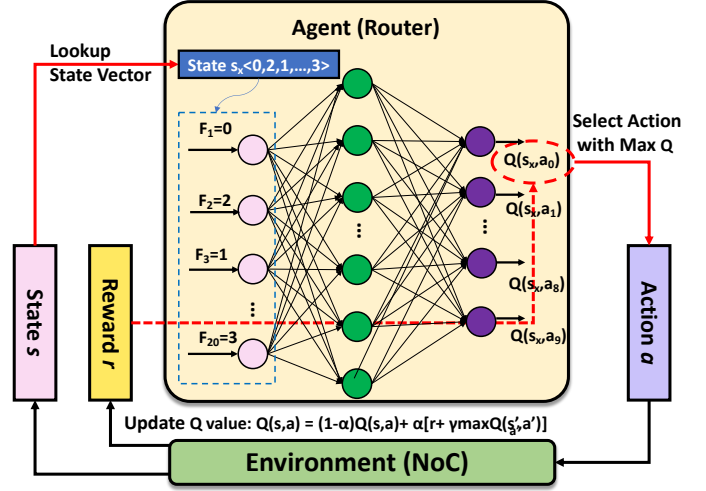 Agent (Router)
Lookup
State Vector
State sx<0,2,1,…,3>
F1=0
F2=2
F3=1
...
F20=3
...
...
Q(sx,a0)
Q(sx,a1)
Q(sx,a8)
Q(sx,a9)
Select Action
with Max Q
State s
Reward r
Action a
Update Q value: Q(s,a) = (1-α)Q(s,a)+ α[r+ γmaxQ(s',a')]
a
Environment (NoC)